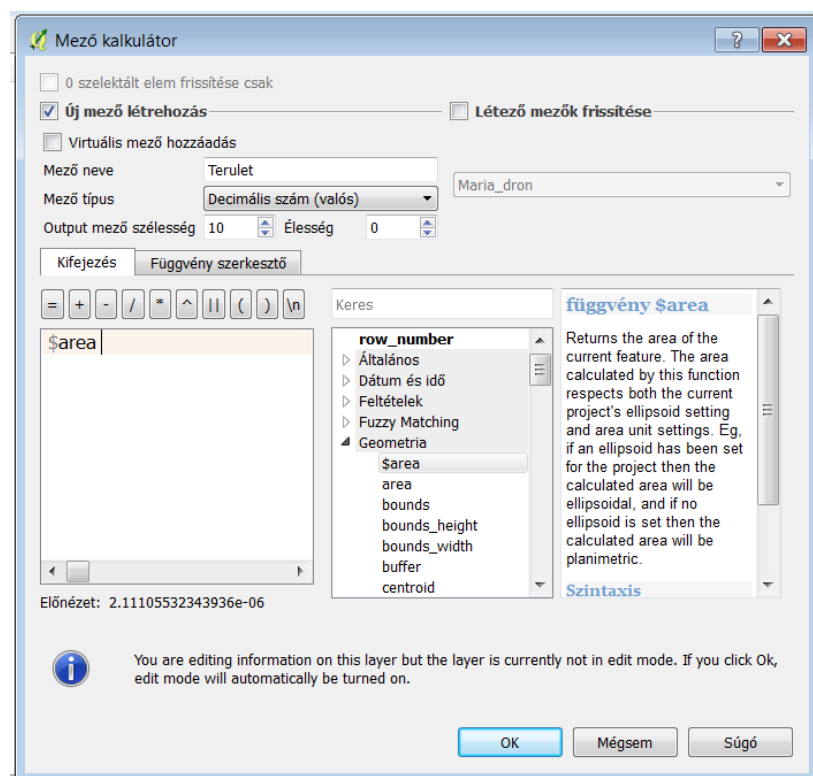 Mező kalkulátor
0 szelektált elem frissítése csak
Új mező létrehozás
Létező mezők frissítése
Virtuális mező hozzáadás
Mező neve
Terulet
Maria_dron
Mező típus
Decimális szám (valós)
Output mező szélesség
10
Élesség
0
Kifejezés
Függvény szerkesztő
= + - / * ^ || ( ) \n
$area
Keres
row_number
Általános
Dátum és idő
Feltételek
Fuzzy Matching
Geometria
$area
area
bounds
bounds_height
bounds_width
buffer
centroid
függvény $area
Returns the area of the
current feature. The area
calculated by this function
respects both the current
project's ellipsoid setting
and area unit settings. Eg,
if an ellipsoid has been set
for the project then the
calculated area will be
ellipsoidal, and if no
ellipsoid is set then the
calculated area will be
planimetric.
Szintaxis
Előnézet: 2.11105532343936e-06
You are editing information on this layer but the layer is currently not in edit mode. If you click Ok,
edit mode will automatically be turned on.
OK
Mégsem
Súgó